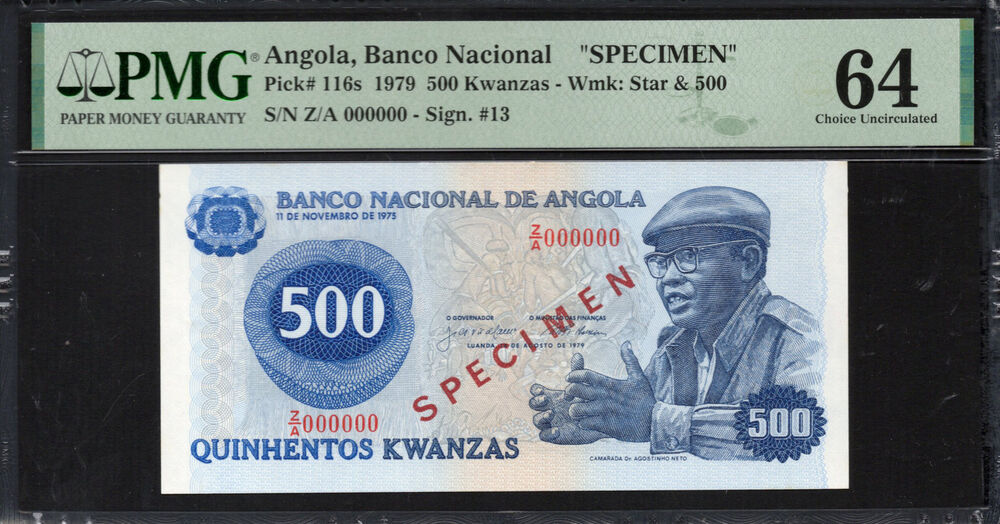 PMG®
PAPER MONEY GUARANTY
Angola, Banco Nacional "SPECIMEN"
Pick# 116s 1979 500 Kwanzas - Wmk: Star & 500
S/N Z/A 000000 - Sign. #13
64
Choice Uncirculated
BANCO NACIONAL DE ANGOLA
11 DE NOVEMBRO DE 1975
Z/A 000000
500
O GOVERNADOR O MINISTRO DAS FINANÇAS
LUANDA DE AGOSTO DE 1979
SPECIMEN
Z/A 000000
QUINHENTOS KWANZAS
500
CAMARADA Dr. AGOSTINHO NETO